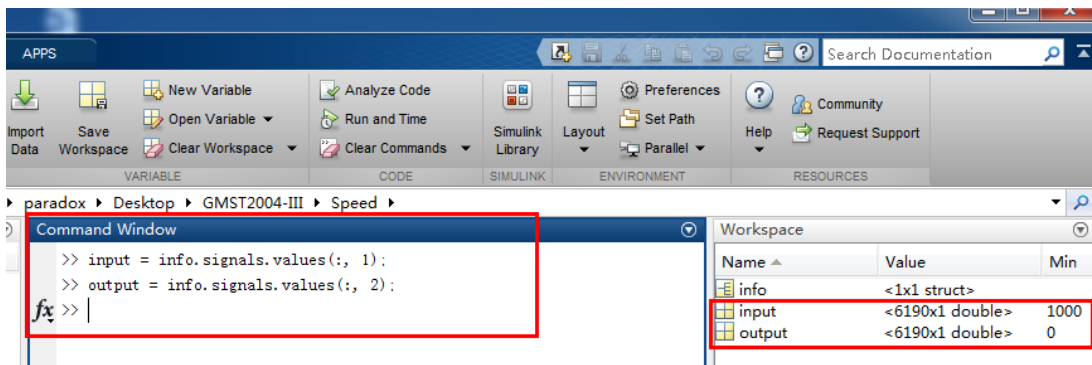 APPS
Search Documentation
Import Data
Save Workspace
New Variable
Open Variable
Clear Workspace
VARIABLE
Analyze Code
Run and Time
Clear Commands
CODE
Simulink Library
SIMULINK
Layout
Preferences
Set Path
Parallel
ENVIRONMENT
? Help
Community
Request Support
RESOURCES
paradox Desktop GMST2004-III Speed
Command Window
>> input = info.signals.values(:, 1);
>> output = info.signals.values(:, 2);
fx >>
Workspace
Name Value Min
info <1x1 struct>
input <6190x1 double> 1000
output <6190x1 double> 0